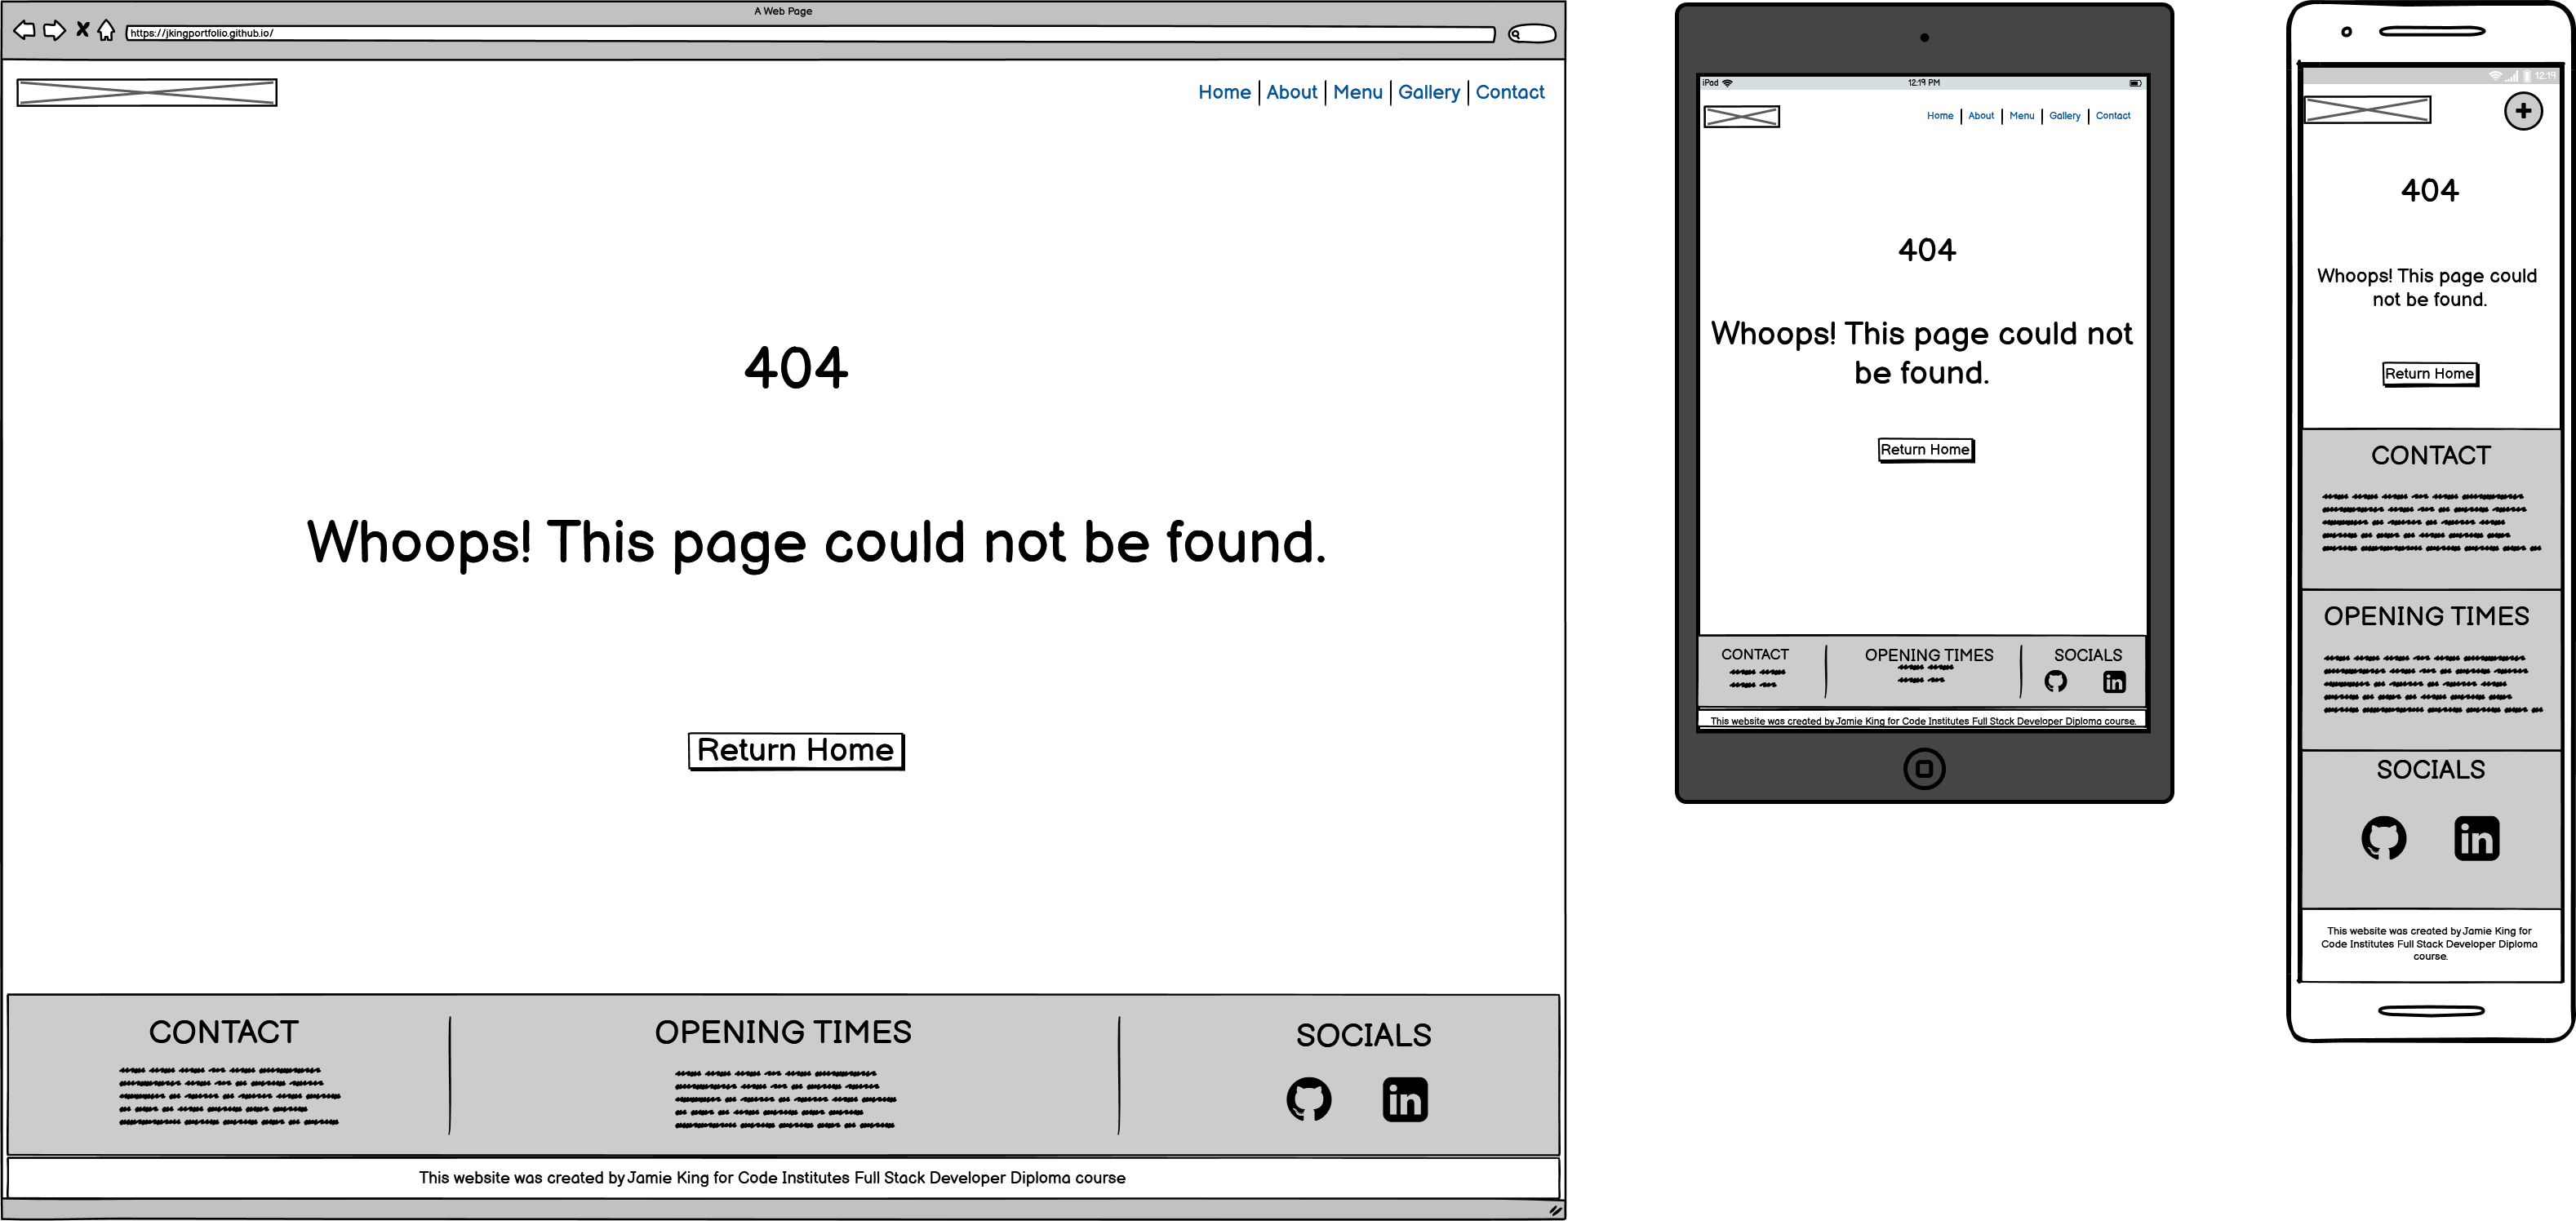 A Web Page
https://jkingportfolio.github.io/
Home About Menu Gallery Contact
404
Whoops! This page could not be found.
Return Home
CONTACT
OPENING TIMES
SOCIALS
in
This website was created by Jamie King for Code Institutes Full Stack Developer Diploma course
iPad
12:19 PM
Home About Menu Gallery Contact
404
Whoops! This page could not
be found.
Return Home
CONTACT
OPENING TIMES
SOCIALS
in
This website was created by Jamie King for Code Institutes Full Stack Developer Diploma course.
12:19
404
Whoops! This page could
not be found.
Return Home
CONTACT
OPENING TIMES
SOCIALS
in
This website was created by Jamie King for
Code Institutes Full Stack Developer Diploma
course.